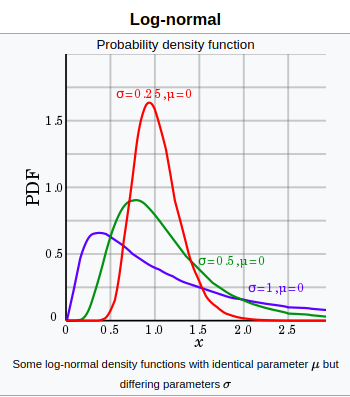 Log-normal
Probability density function
σ=0.25,μ=0
1.5
PDF
1.0
0.5
σ=0.5,μ=0
σ=1,μ=0
0
0 0.5 1.0 1.5 2.0 2.5
x
Some log-normal density functions with identical parameter μ but
differing parameters σ